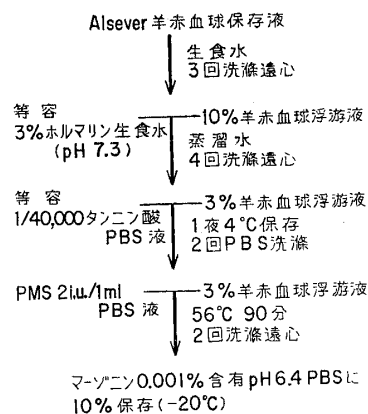 Alsever羊赤血球保存液
生食水
3回洗滌遠心
等容
3%ホルマリン生食水
(pH 7.3)
10%羊赤血球浮游液
蒸溜水
4回洗滌遠心
等容
1/40,000タンニン酸
PBS液
3%羊赤血球浮游液
1夜4°C保存
2回PBS洗滌
PMS 2i.u./1ml
PBS液
3%羊赤血球浮游液
56°C 90分
2回洗滌遠心
マーゾニン0.001%含有pH6.4 PBSに
10%保存(-20°C)